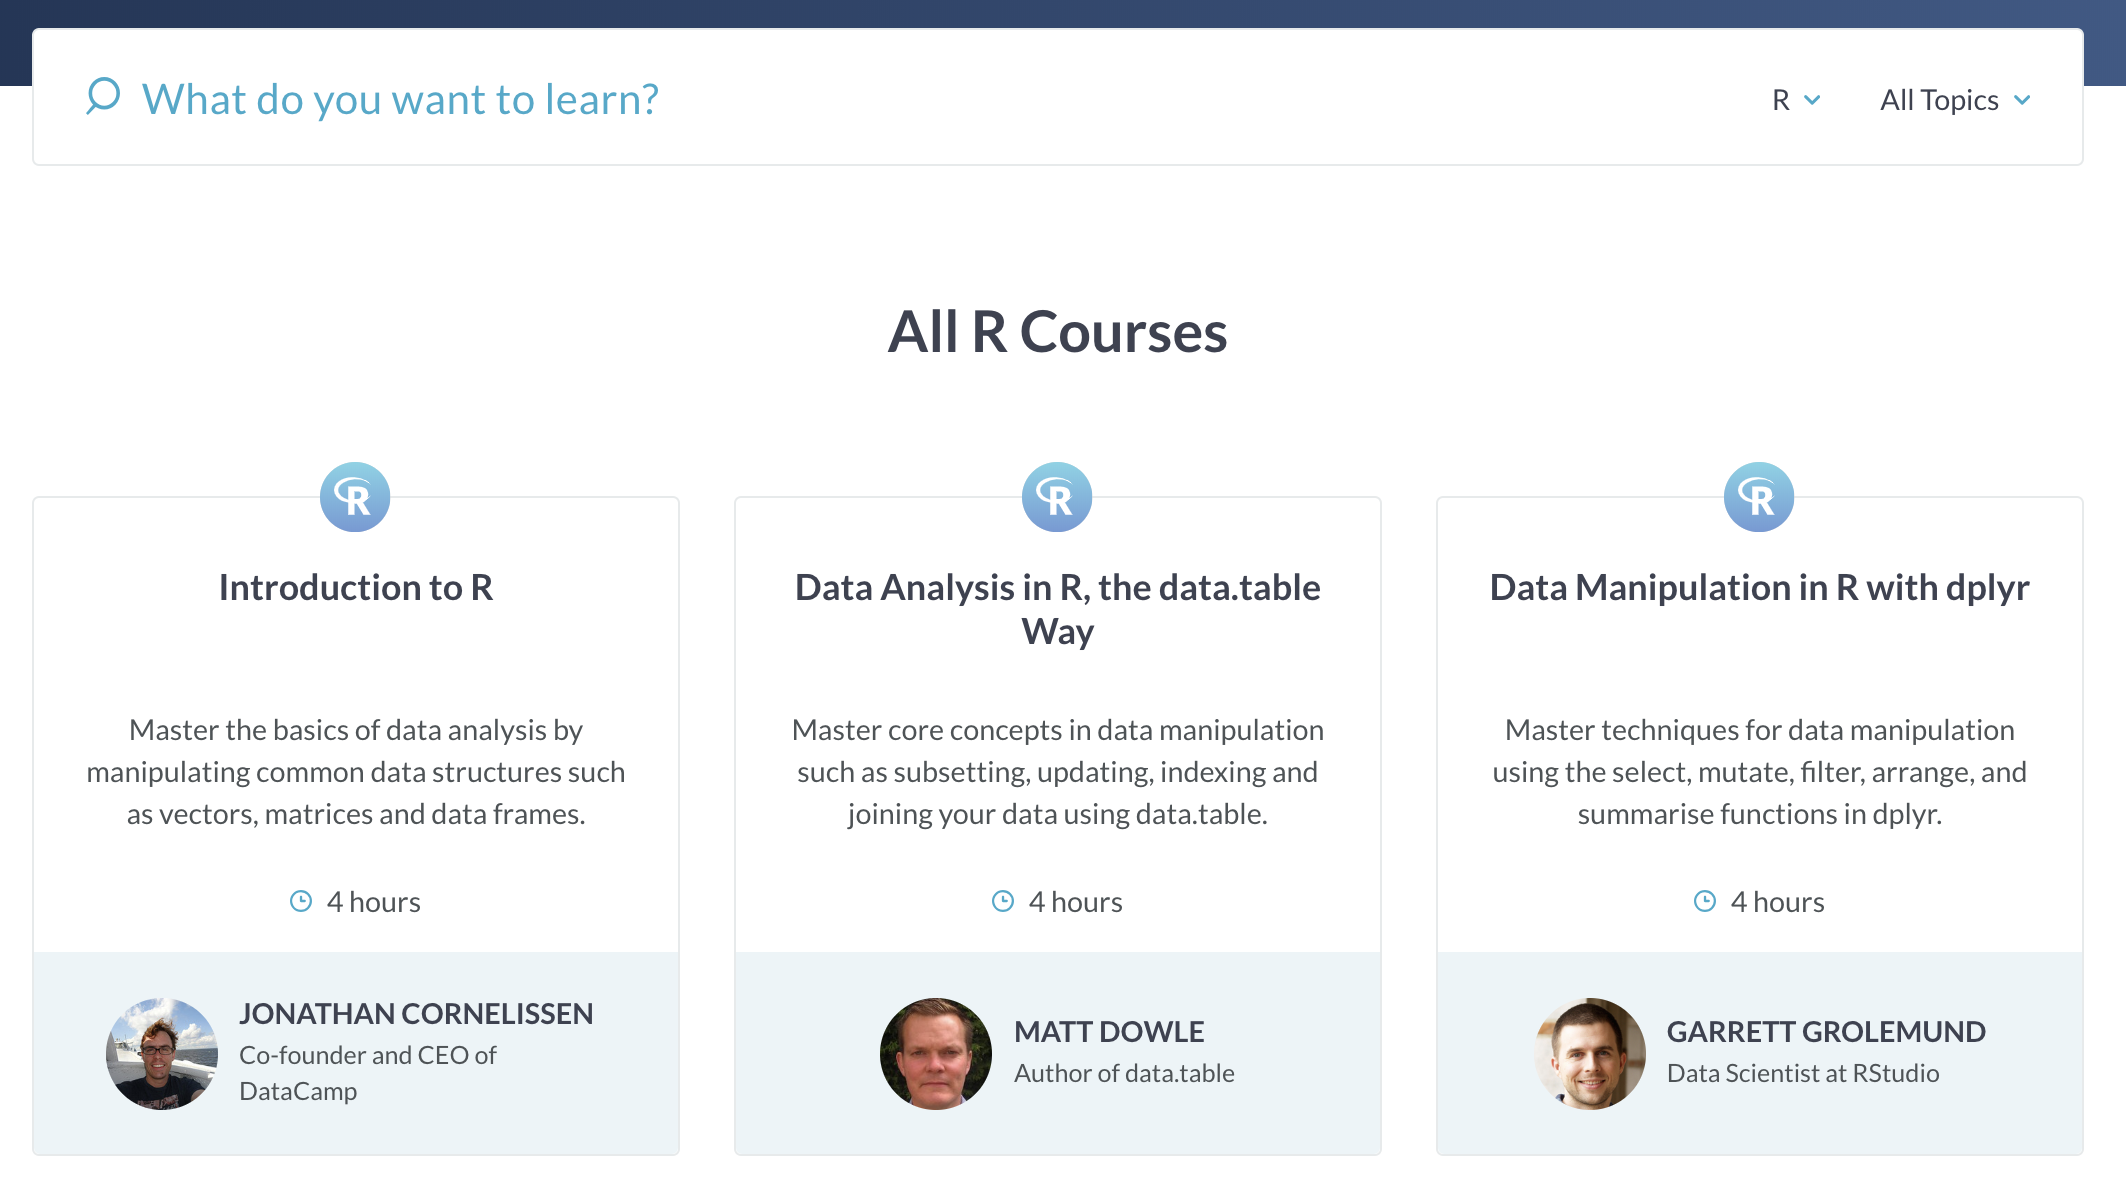 What do you want to learn?
R
All Topics
All R Courses
R
Introduction to R
Master the basics of data analysis by
manipulating common data structures such
as vectors, matrices and data frames.
4 hours
JONATHAN CORNELISSEN
Co-founder and CEO of
DataCamp
R
Data Analysis in R, the data.table
Way
Master core concepts in data manipulation
such as subsetting, updating, indexing and
joining your data using data.table.
4 hours
MATT DOWLE
Author of data.table
R
Data Manipulation in R with dplyr
Master techniques for data manipulation
using the select, mutate, filter, arrange, and
summarise functions in dplyr.
4 hours
GARRETT GROLEMUND
Data Scientist at RStudio